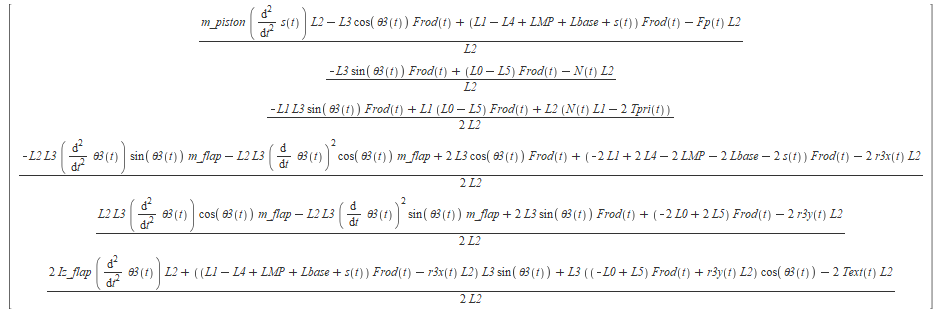 m_piston (d²/dt² s(t)) L2 − L3 cos( θ3(t)) Frod(t) + (L1 − L4 + LMP + Lbase + s(t)) Frod(t) − Fp(t) L2
L2
-L3 sin( θ3(t)) Frod(t) + (L0 − L5) Frod(t) − N(t) L2
L2
-L1 L3 sin( θ3(t)) Frod(t) + L1 (L0 − L5) Frod(t) + L2 (N(t) L1 − 2 Tpri(t))
2 L2
-L2 L3 (d²/dt² θ3(t)) sin( θ3(t)) m_flap − L2 L3 (d/dt θ3(t))² cos( θ3(t)) m_flap + 2 L3 cos( θ3(t)) Frod(t) + (-2 L1 + 2 L4 − 2 LMP − 2 Lbase − 2 s(t)) Frod(t) − 2 r3x(t) L2
2 L2
L2 L3 (d²/dt² θ3(t)) cos( θ3(t)) m_flap − L2 L3 (d/dt θ3(t))² sin( θ3(t)) m_flap + 2 L3 sin( θ3(t)) Frod(t) + (-2 L0 + 2 L5) Frod(t) − 2 r3y(t) L2
2 L2
2 Iz_flap (d²/dt² θ3(t)) L2 + ((L1 − L4 + LMP + Lbase + s(t)) Frod(t) − r3x(t) L2) L3 sin( θ3(t)) + L3 ((-L0 + L5) Frod(t) + r3y(t) L2) cos( θ3(t)) − 2 Text(t) L2
2 L2